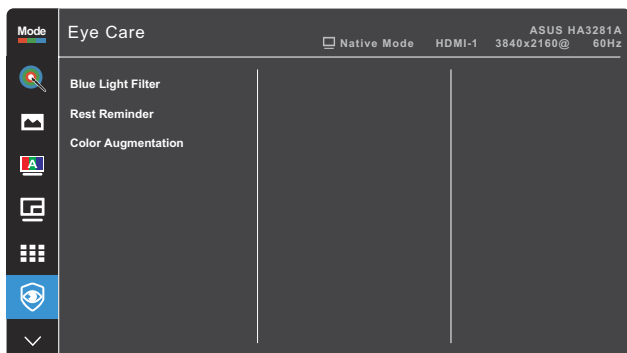 Mode
Eye Care
ASUS HA3281A
Native Mode HDMI-1 3840x2160@ 60Hz
Blue Light Filter
Rest Reminder
Color Augmentation
A